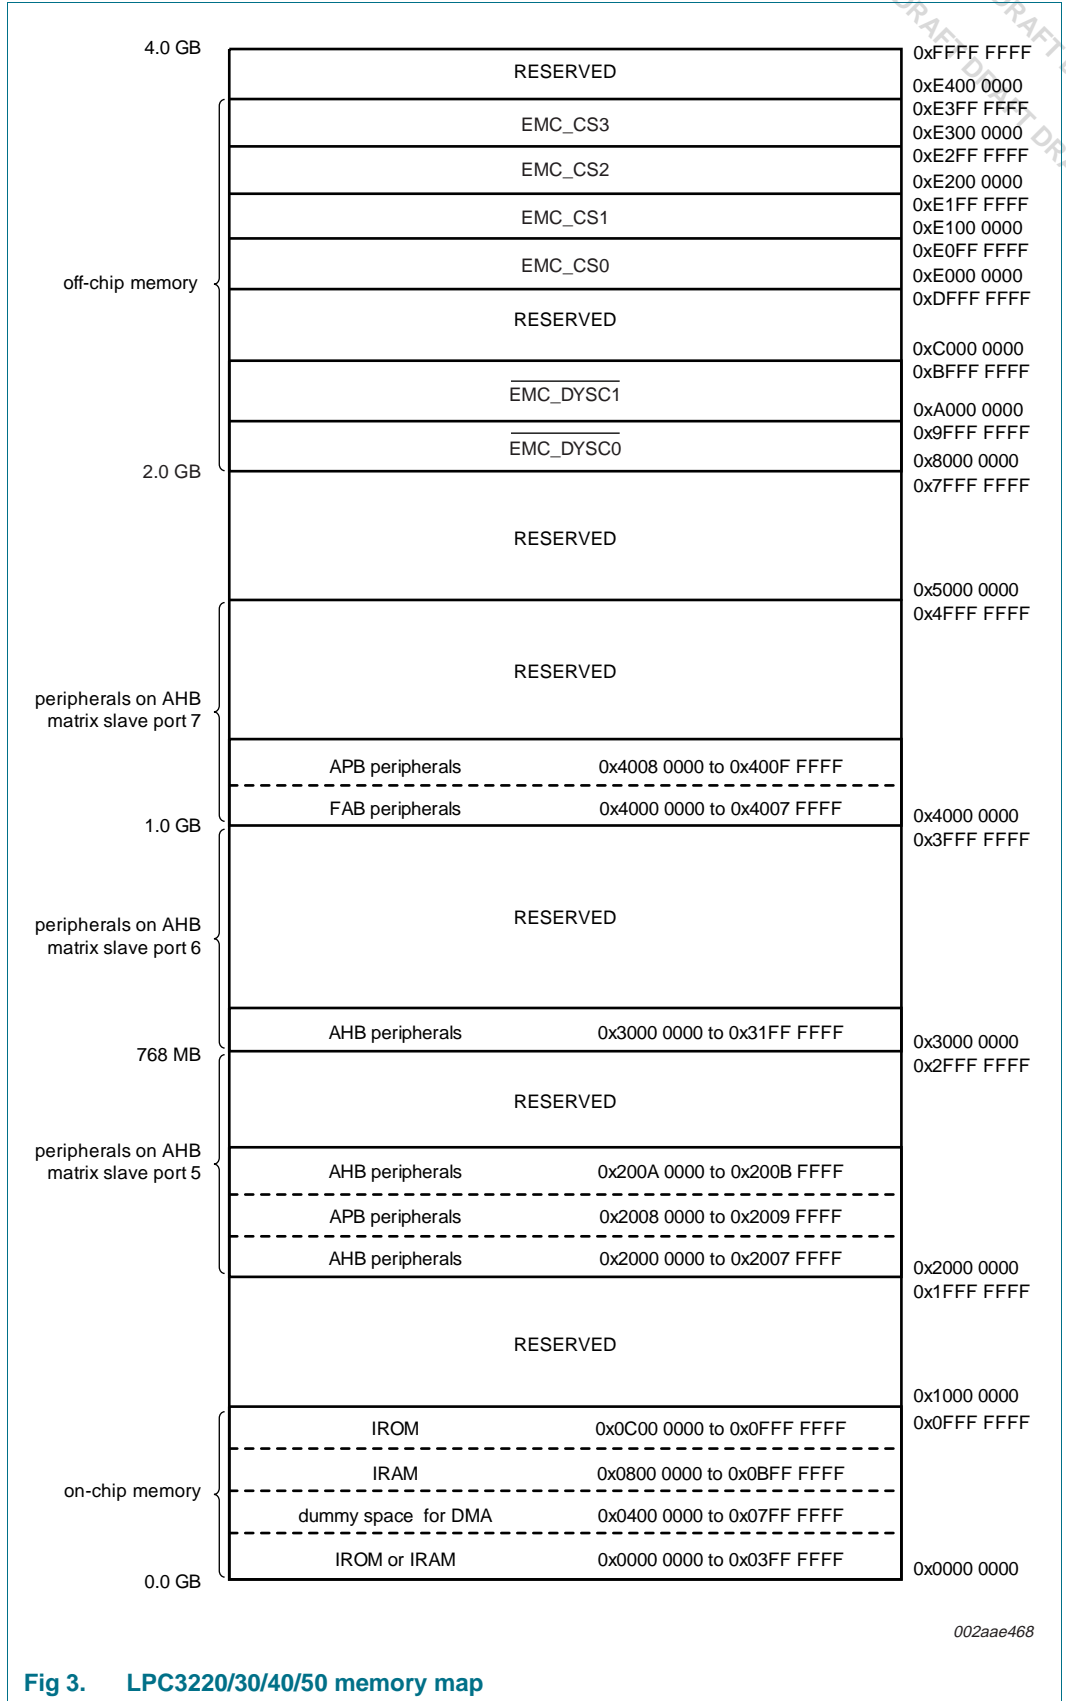 DRAFT DRAFT DRA
DRAFT D
4.0 GB
0xFFFF FFFF
RESERVED
0xE400 0000
0xE3FF FFFF
EMC_CS3
0xE300 0000
0xE2FF FFFF
EMC_CS2
0xE200 0000
0xE1FF FFFF
EMC_CS1
0xE100 0000
0xE0FF FFFF
EMC_CS0
0xE000 0000
off-chip memory
0xDFFF FFFF
RESERVED
0xC000 0000
0xBFFF FFFF
EMC_DYSC1
0xA000 0000
0x9FFF FFFF
EMC_DYSC0
0x8000 0000
2.0 GB
0x7FFF FFFF
RESERVED
0x5000 0000
0x4FFF FFFF
RESERVED
peripherals on AHB
matrix slave port 7
APB peripherals 0x4008 0000 to 0x400F FFFF
FAB peripherals 0x4000 0000 to 0x4007 FFFF
0x4000 0000
1.0 GB
0x3FFF FFFF
RESERVED
peripherals on AHB
matrix slave port 6
AHB peripherals 0x3000 0000 to 0x31FF FFFF
0x3000 0000
768 MB
0x2FFF FFFF
RESERVED
peripherals on AHB
matrix slave port 5
AHB peripherals 0x200A 0000 to 0x200B FFFF
APB peripherals 0x2008 0000 to 0x2009 FFFF
AHB peripherals 0x2000 0000 to 0x2007 FFFF
0x2000 0000
0x1FFF FFFF
RESERVED
0x1000 0000
0x0FFF FFFF
IROM 0x0C00 0000 to 0x0FFF FFFF
IRAM 0x0800 0000 to 0x0BFF FFFF
on-chip memory
dummy space for DMA 0x0400 0000 to 0x07FF FFFF
IROM or IRAM 0x0000 0000 to 0x03FF FFFF
0x0000 0000
0.0 GB
002aae468
Fig 3. LPC3220/30/40/50 memory map